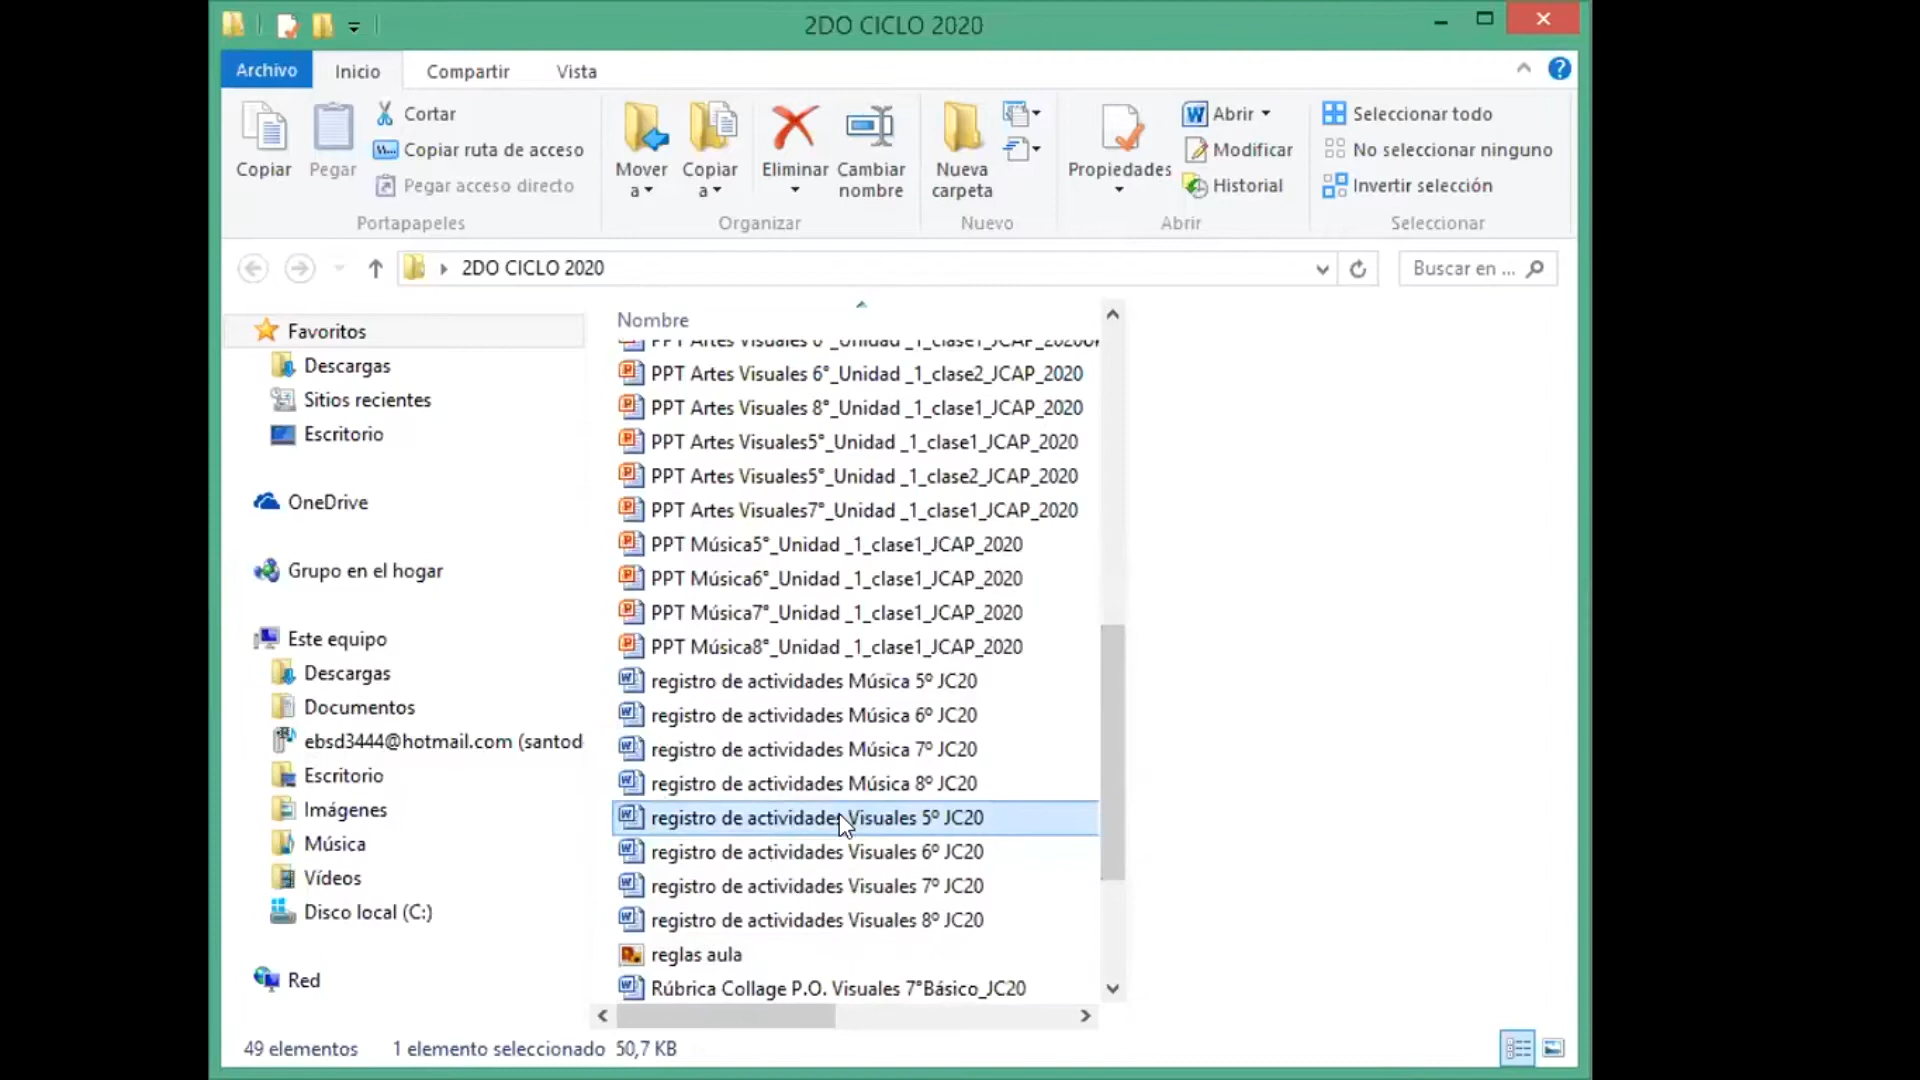 2DO CICLO 2020
Archivo
Inicio
Compartir
Vista
Copiar
Pegar
Cortar
Copiar ruta de acceso
Pegar acceso directo
Portapapeles
Mover a
Copiar a
Eliminar
Cambiar nombre
Organizar
Nueva carpeta
Nuevo
Propiedades
Abrir
Modificar
Historial
Abrir
Seleccionar todo
No seleccionar ninguno
Invertir selección
Seleccionar
2DO CICLO 2020
Buscar en ...
Favoritos
Descargas
Sitios recientes
Escritorio
OneDrive
Grupo en el hogar
Este equipo
Descargas
Documentos
ebsd3444@hotmail.com (santod
Escritorio
Imágenes
Música
Vídeos
Disco local (C:)
Red
Nombre
PPT Artes Visuales 6°_Unidad _1_clase2_JCAP_2020
PPT Artes Visuales 8°_Unidad _1_clase1_JCAP_2020
PPT Artes Visuales5°_Unidad _1_clase1_JCAP_2020
PPT Artes Visuales5°_Unidad _1_clase2_JCAP_2020
PPT Artes Visuales7°_Unidad _1_clase1_JCAP_2020
PPT Música5°_Unidad _1_clase1_JCAP_2020
PPT Música6°_Unidad _1_clase1_JCAP_2020
PPT Música7°_Unidad _1_clase1_JCAP_2020
PPT Música8°_Unidad _1_clase1_JCAP_2020
registro de actividades Música 5º JC20
registro de actividades Música 6º JC20
registro de actividades Música 7º JC20
registro de actividades Música 8º JC20
registro de actividades Visuales 5º JC20
registro de actividades Visuales 6º JC20
registro de actividades Visuales 7º JC20
registro de actividades Visuales 8º JC20
reglas aula
Rúbrica Collage P.O. Visuales 7°Básico_JC20
49 elementos
1 elemento seleccionado 50,7 KB